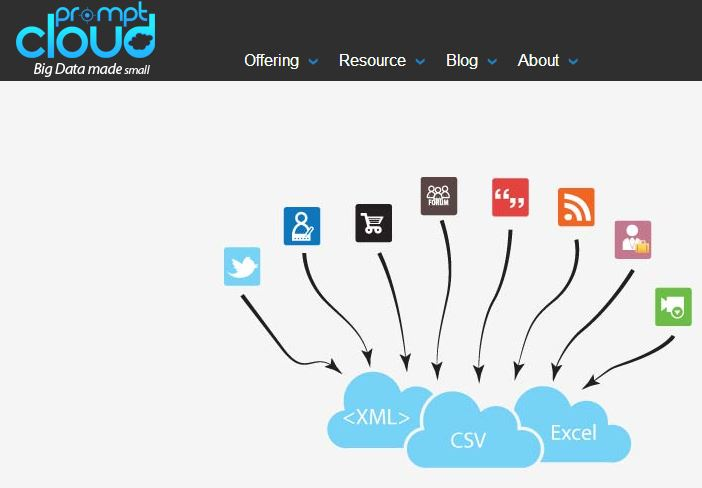 prompt
cloud
Big Data made small
Offering Resource Blog About
FORUM
<XML> CSV Excel